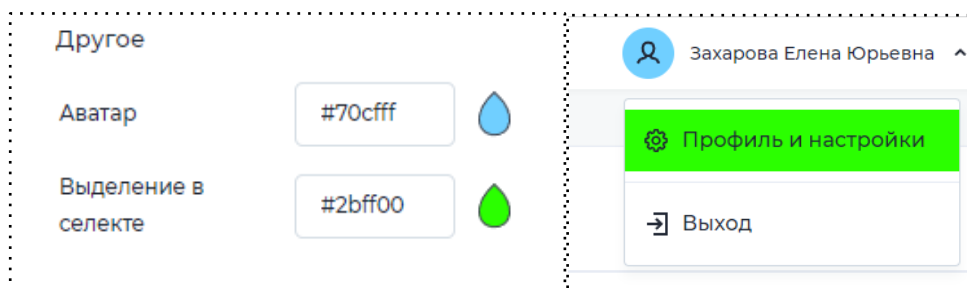 Другое
Аватар
#70cfff
Выделение в
селекте
#2bff00
Захарова Елена Юрьевна
Профиль и настройки
Выход